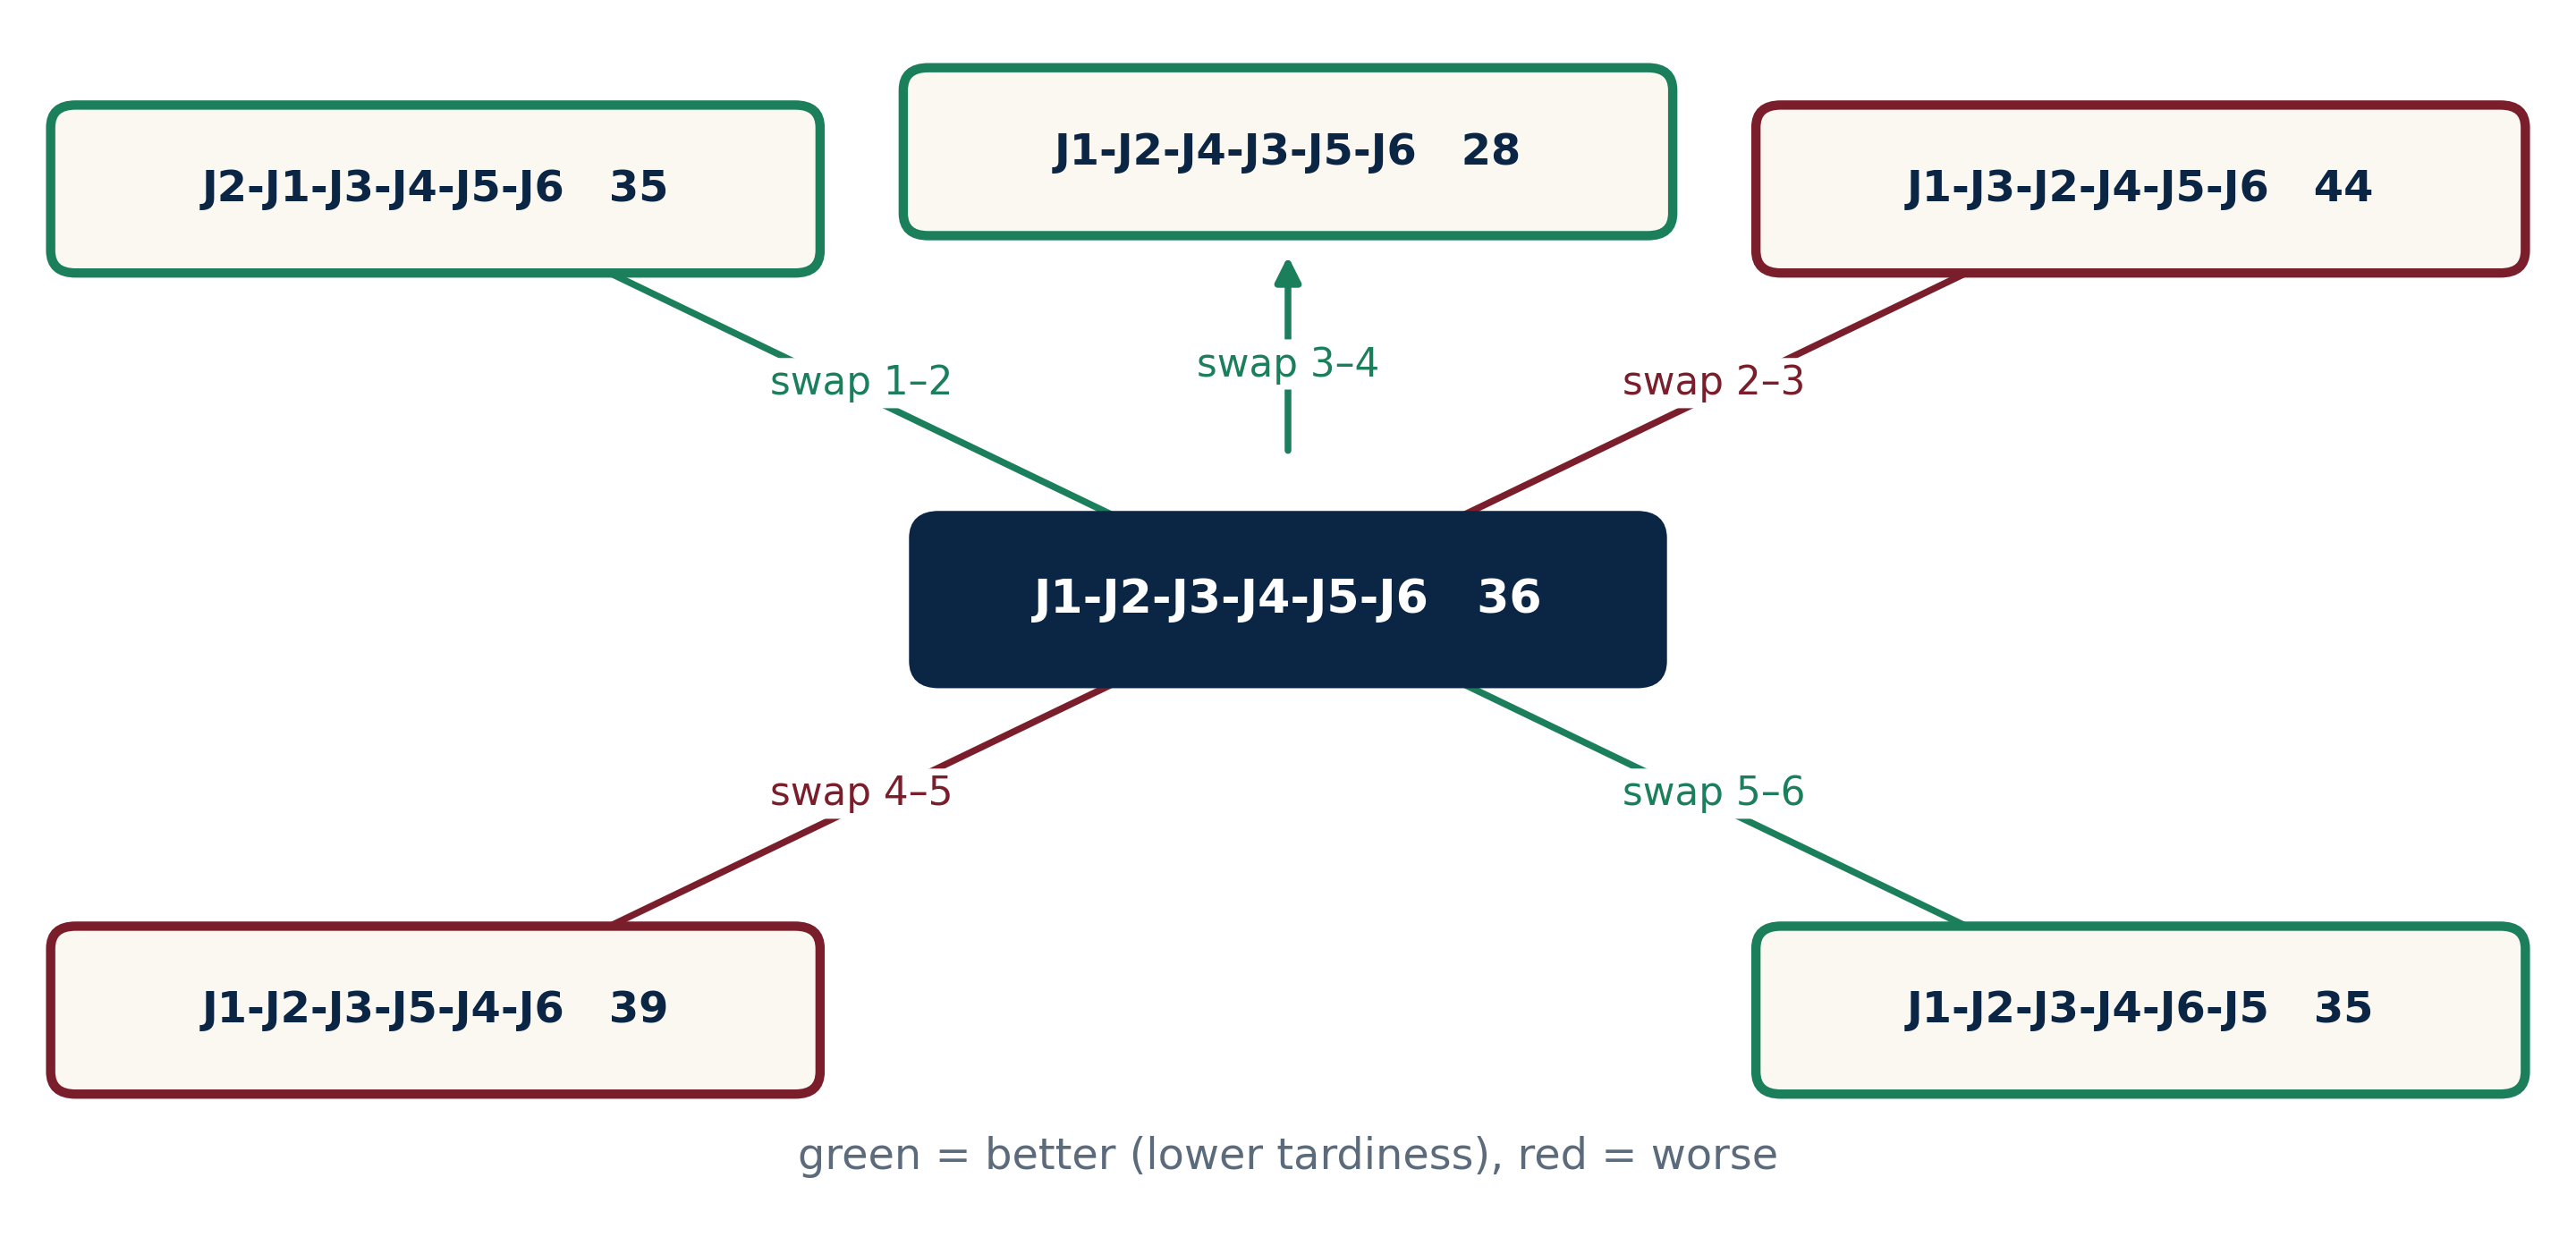 J1-J2-J4-J3-J5-J6 28
J2-J1-J3-J4-J5-J6 35
J1-J3-J2-J4-J5-J6 44
swap 3–4
swap 1–2
swap 2–3
J1-J2-J3-J4-J5-J6 36
swap 4–5
swap 5–6
J1-J2-J3-J5-J4-J6 39
J1-J2-J3-J4-J6-J5 35
green = better (lower tardiness), red = worse